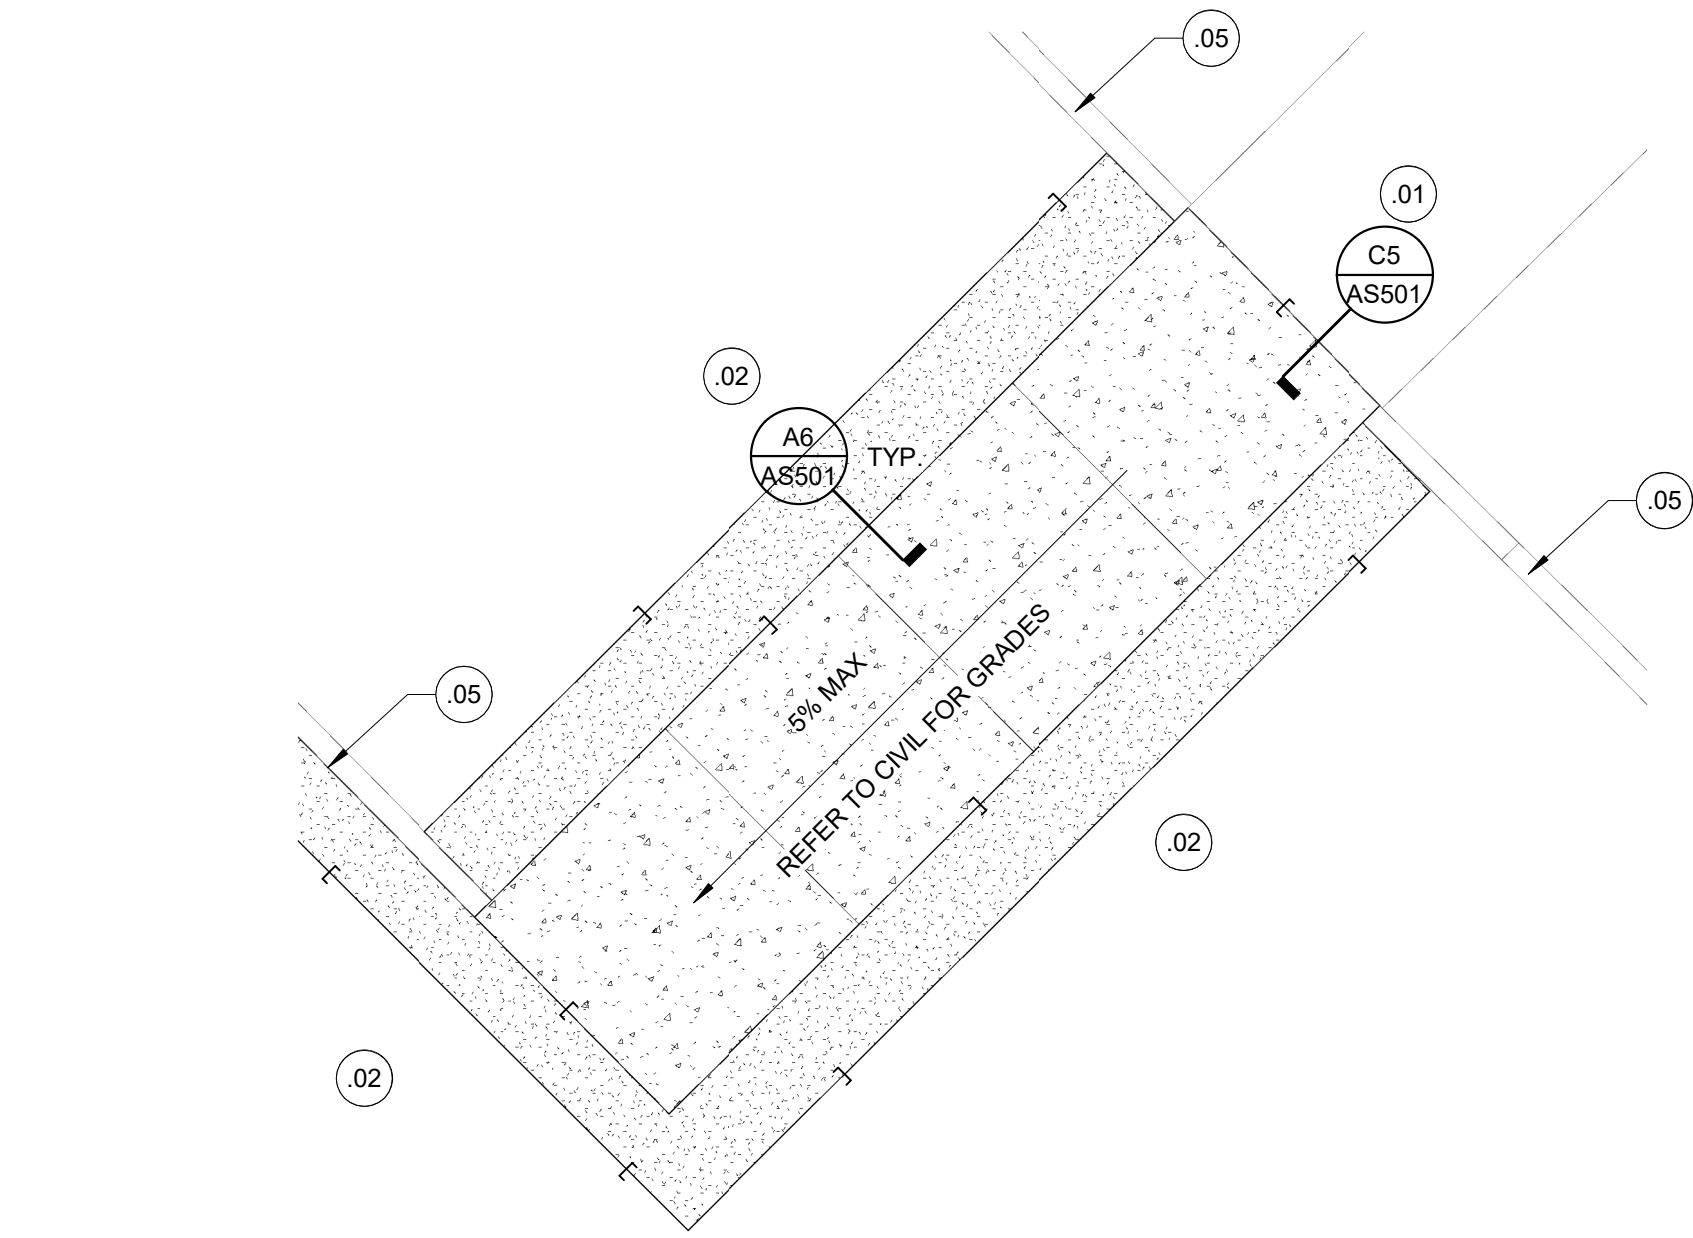 .05
.01
C5
AS501
.02
A6
AS501
TYP.
.05
5% MAX
REFER TO CIVIL FOR GRADES
.05
.02
.02